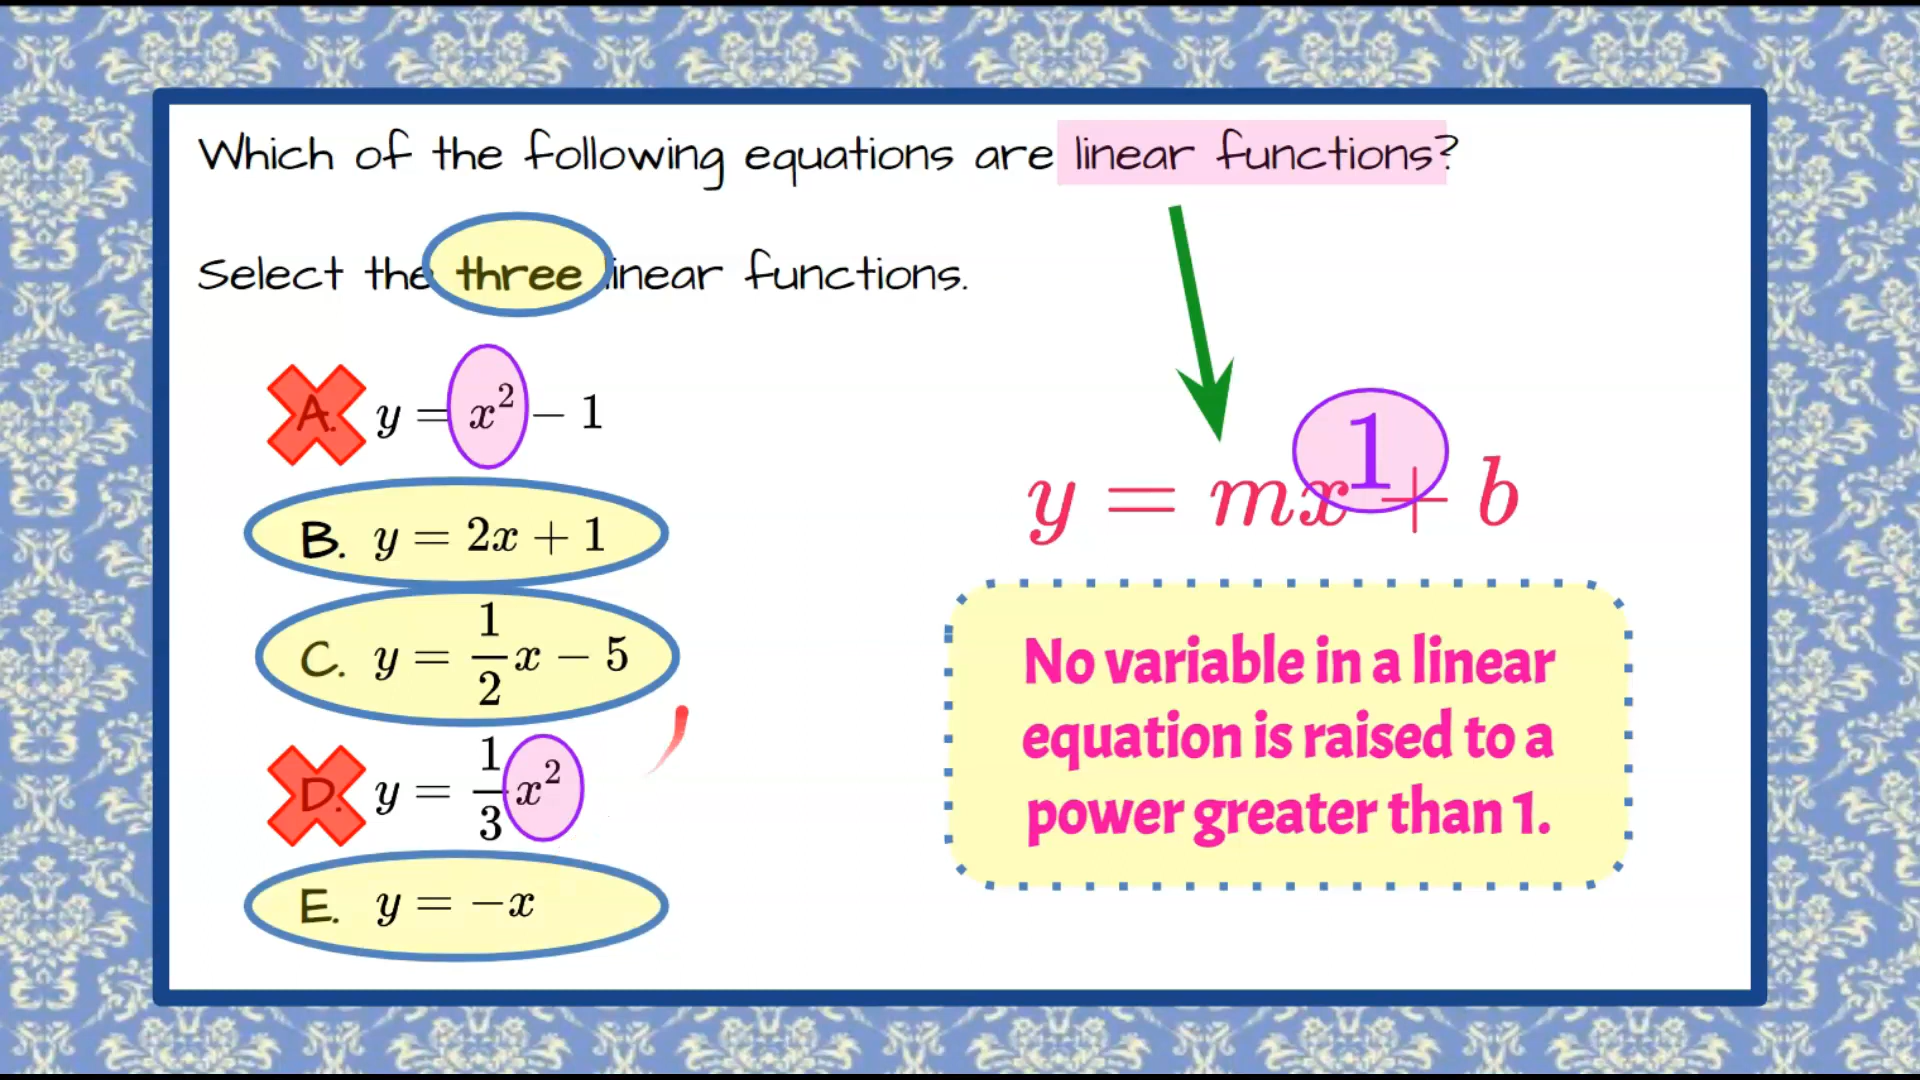 Which of the following equations are linear functions?
Select the three linear functions.
A. y = x² − 1
B. y = 2x + 1
C. y = 1/2 x − 5
D. y = 1/3 x²
E. y = −x
y = mx¹ + b
No variable in a linear
equation is raised to a
power greater than 1.